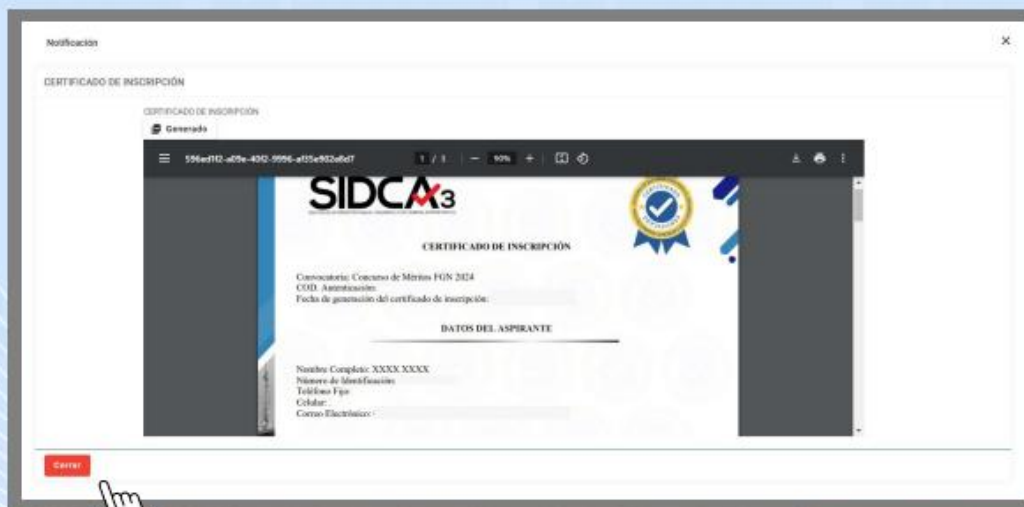 Notificación
CERTIFICADO DE INSCRIPCIÓN
CERTIFICADO DE INSCRIPCIÓN
Generado
1 / 1
90%
SIDCA3
CERTIFICADO DE INSCRIPCIÓN
Convocatoria: Concurso de Méritos FGN 2024
COD. Autenticación:
Fecha de generación del certificado de inscripción:
DATOS DEL ASPIRANTE
Nombre Completo: XXXX XXXX
Número de Identificación:
Teléfono Fijo:
Celular:
Correo Electrónico:
Cerrar